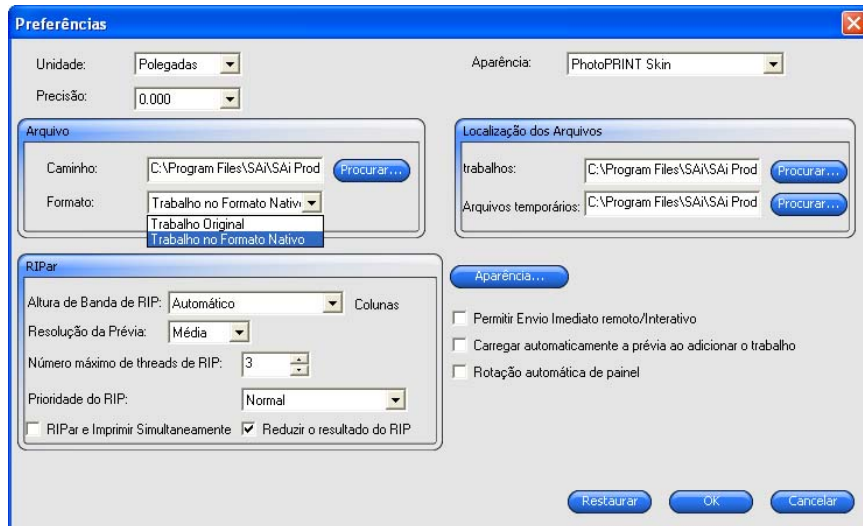 Preferências
Unidade: Polegadas
Aparência: PhotoPRINT Skin
Precisão: 0.000
Arquivo
Caminho: C:\Program Files\SAi\SAi Prod Procurar...
Formato: Trabalho no Formato Nativ
Trabalho Original
Trabalho no Formato Nativo
Localização dos Arquivos
trabalhos: C:\Program Files\SAi\SAi Prod Procurar...
Arquivos temporários: C:\Program Files\SAi\SAi Prod Procurar...
RIPar
Altura de Banda de RIP: Automático Colunas
Resolução da Prévia: Média
Número máximo de threads de RIP: 3
Prioridade do RIP: Normal
RIPar e Imprimir Simultaneamente Reduzir o resultado do RIP
Aparência...
Permitir Envio Imediato remoto/Interativo
Carregar automaticamente a prévia ao adicionar o trabalho
Rotação automática de painel
Restaurar OK Cancelar